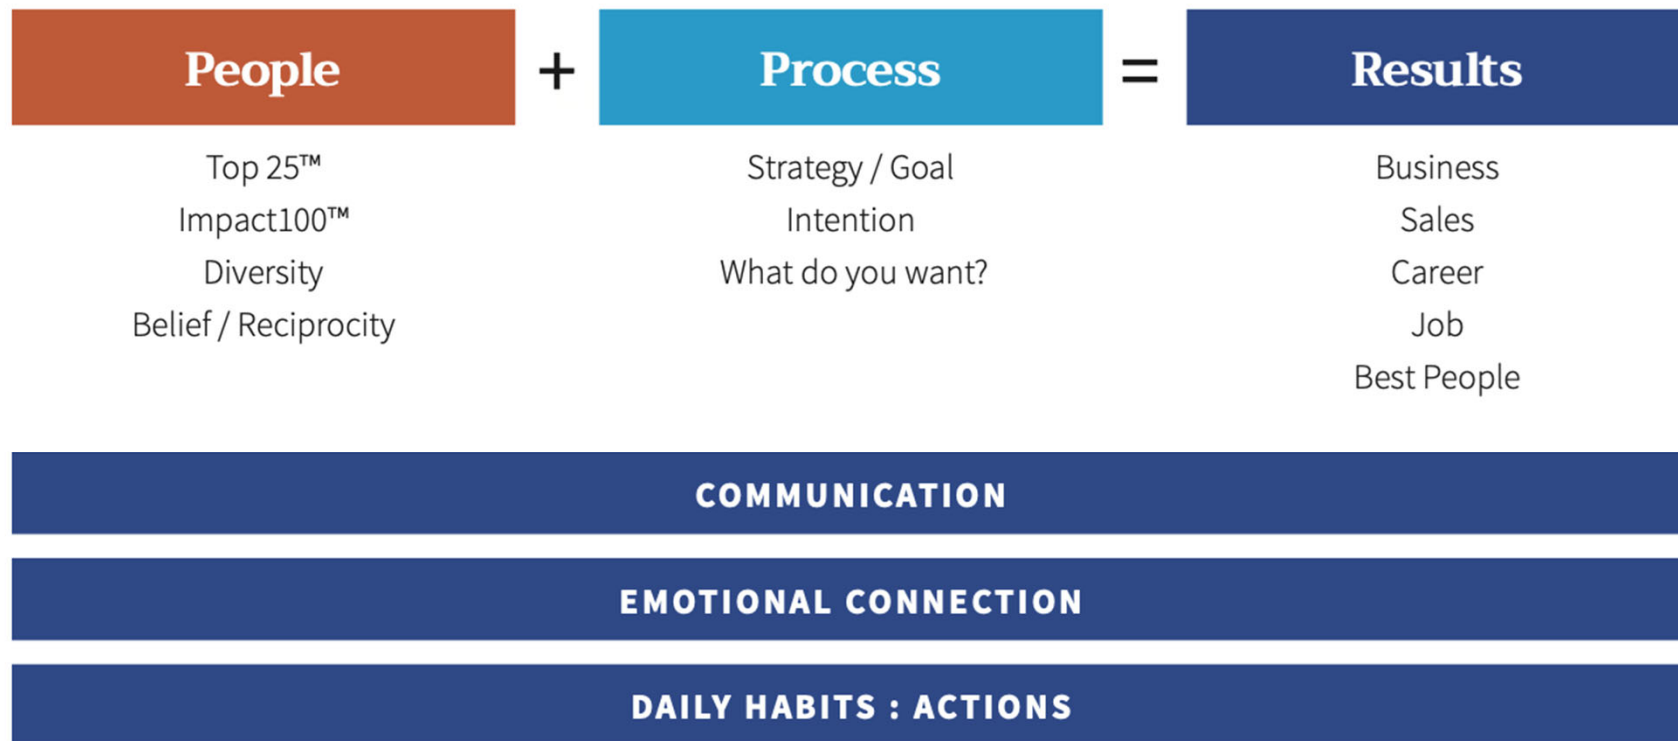 People + Process = Results
Top 25™
Impact100™
Diversity
Belief / Reciprocity
Strategy / Goal
Intention
What do you want?
Business
Sales
Career
Job
Best People
COMMUNICATION
EMOTIONAL CONNECTION
DAILY HABITS : ACTIONS